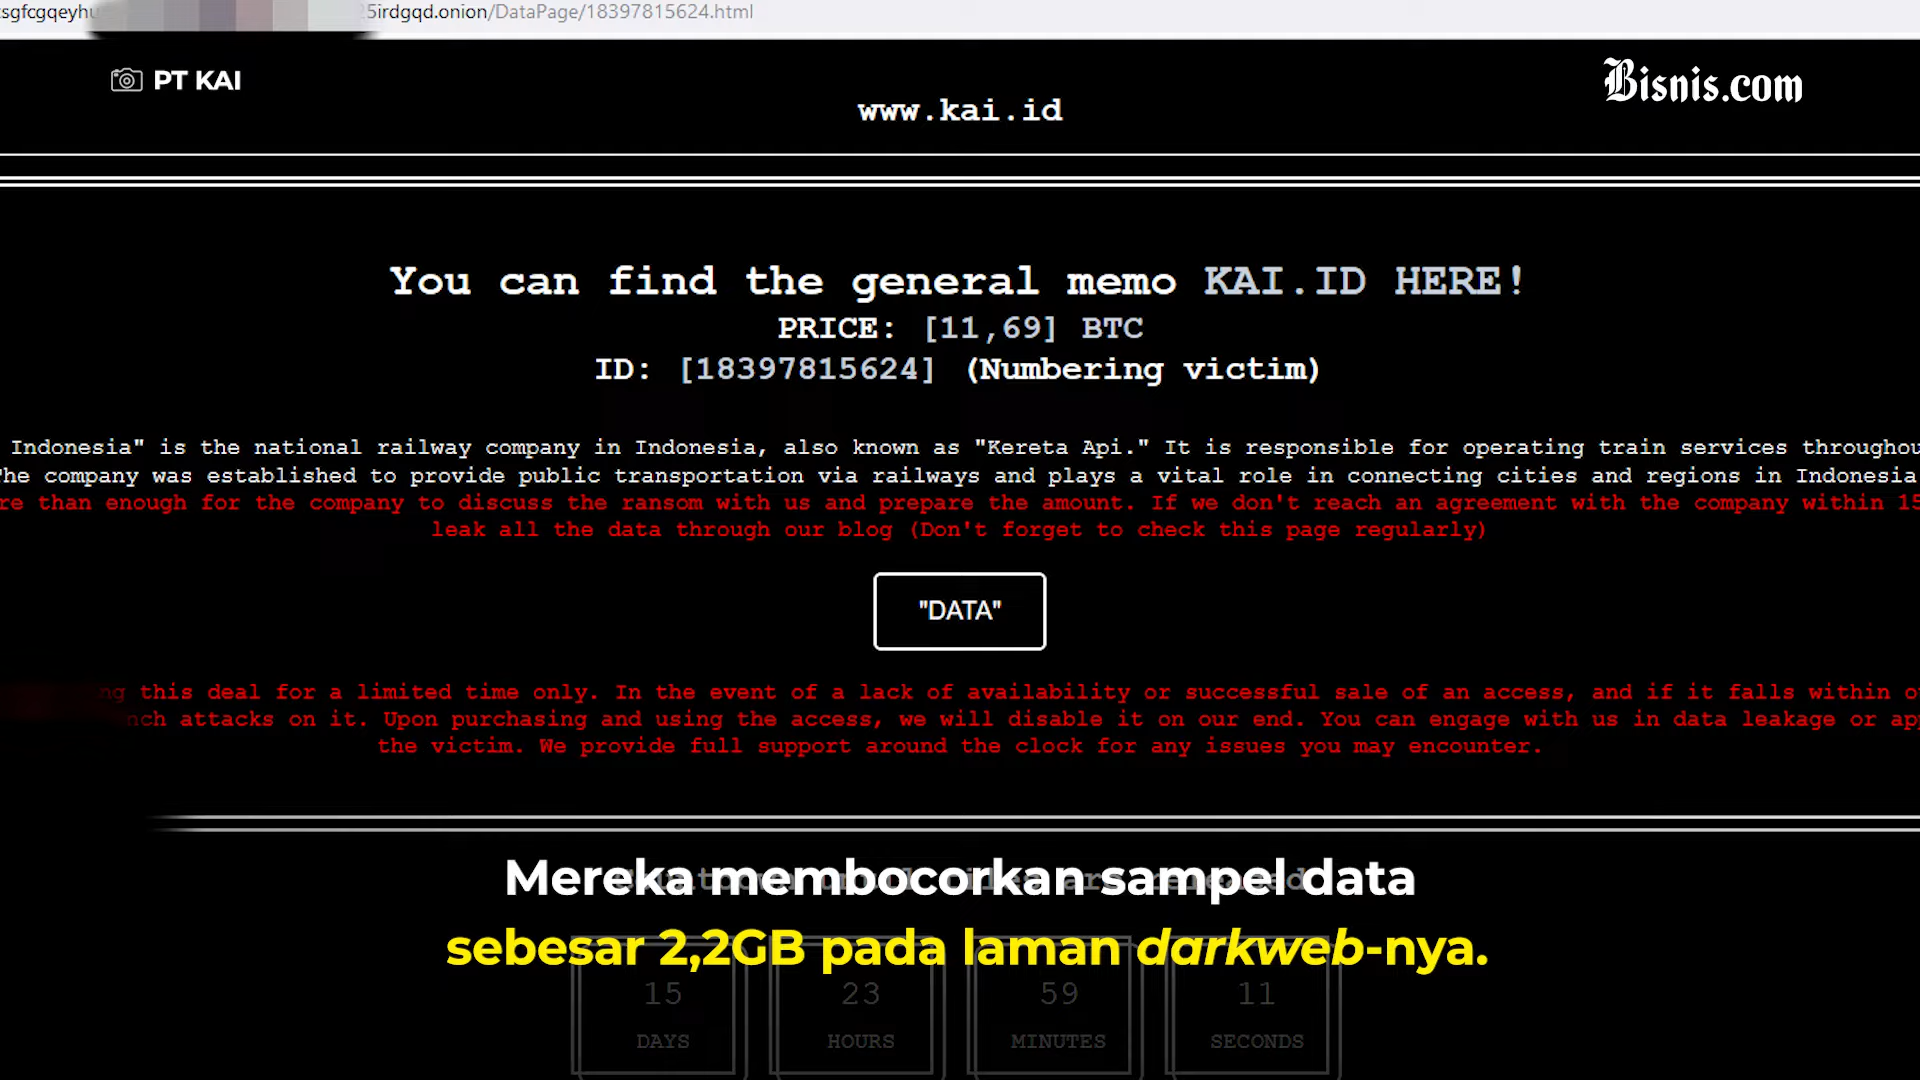 5irdgqd.onion/DataPage/18397815624.html
PT KAI
Bisnis.com
www.kai.id
You can find the general memo KAI.ID HERE!
PRICE: [11,69] BTC
ID: [18397815624] (Numbering victim)
Indonesia" is the national railway company in Indonesia, also known as "Kereta Api." It is responsible for operating train services throughout
The company was established to provide public transportation via railways and plays a vital role in connecting cities and regions in Indonesia
re than enough for the company to discuss the ransom with us and prepare the amount. If we don't reach an agreement with the company within 15
leak all the data through our blog (Don't forget to check this page regularly)
"DATA"
this deal for a limited time only. In the event of a lack of availability or successful sale of an access, and if it falls within
nch attacks on it. Upon purchasing and using the access, we will disable it on our end. You can engage with us in data leakage or
the victim. We provide full support around the clock for any issues you may encounter.
Mereka membocorkan sampel data
sebesar 2,2GB pada laman darkweb-nya.
15 23 59 11
DAYS HOURS MINUTES SECONDS